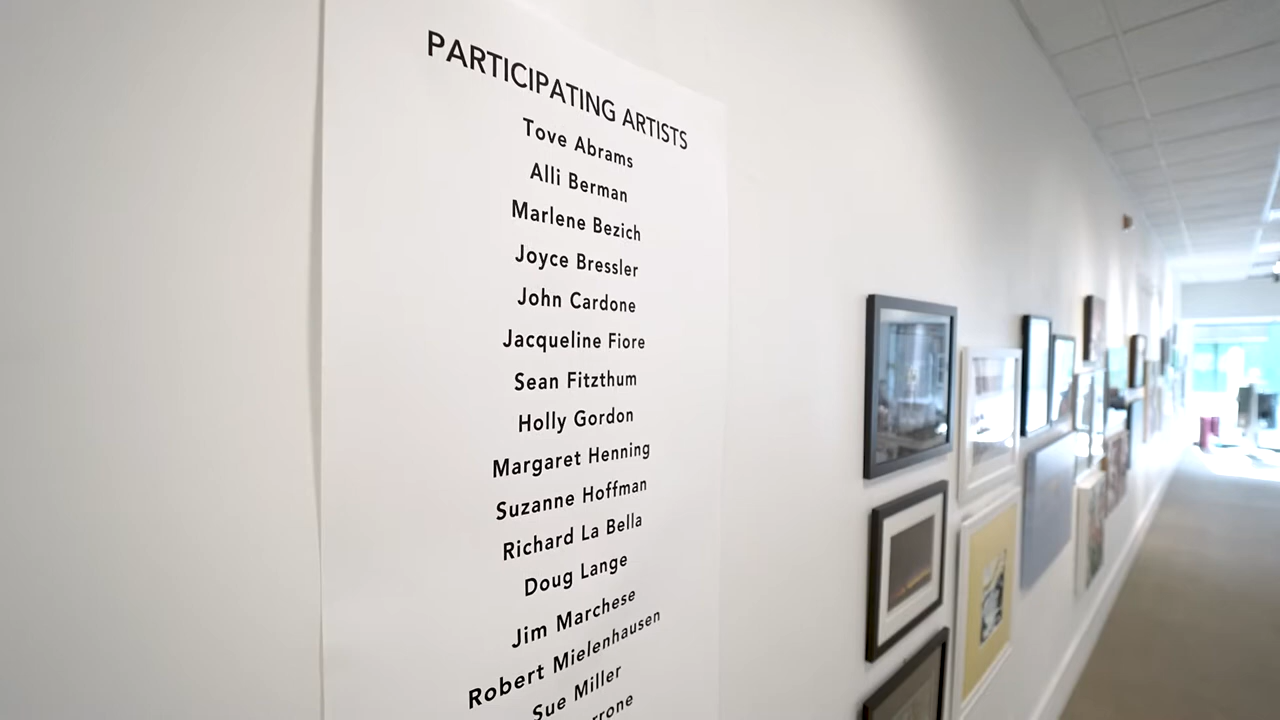 PARTICIPATING ARTISTS
Tove Abrams
Alli Berman
Marlene Bezich
Joyce Bressler
John Cardone
Jacqueline Fiore
Sean Fitzthum
Holly Gordon
Margaret Henning
Suzanne Hoffman
Richard La Bella
Doug Lange
Jim Marchese
Robert Mielenhausen
Sue Miller